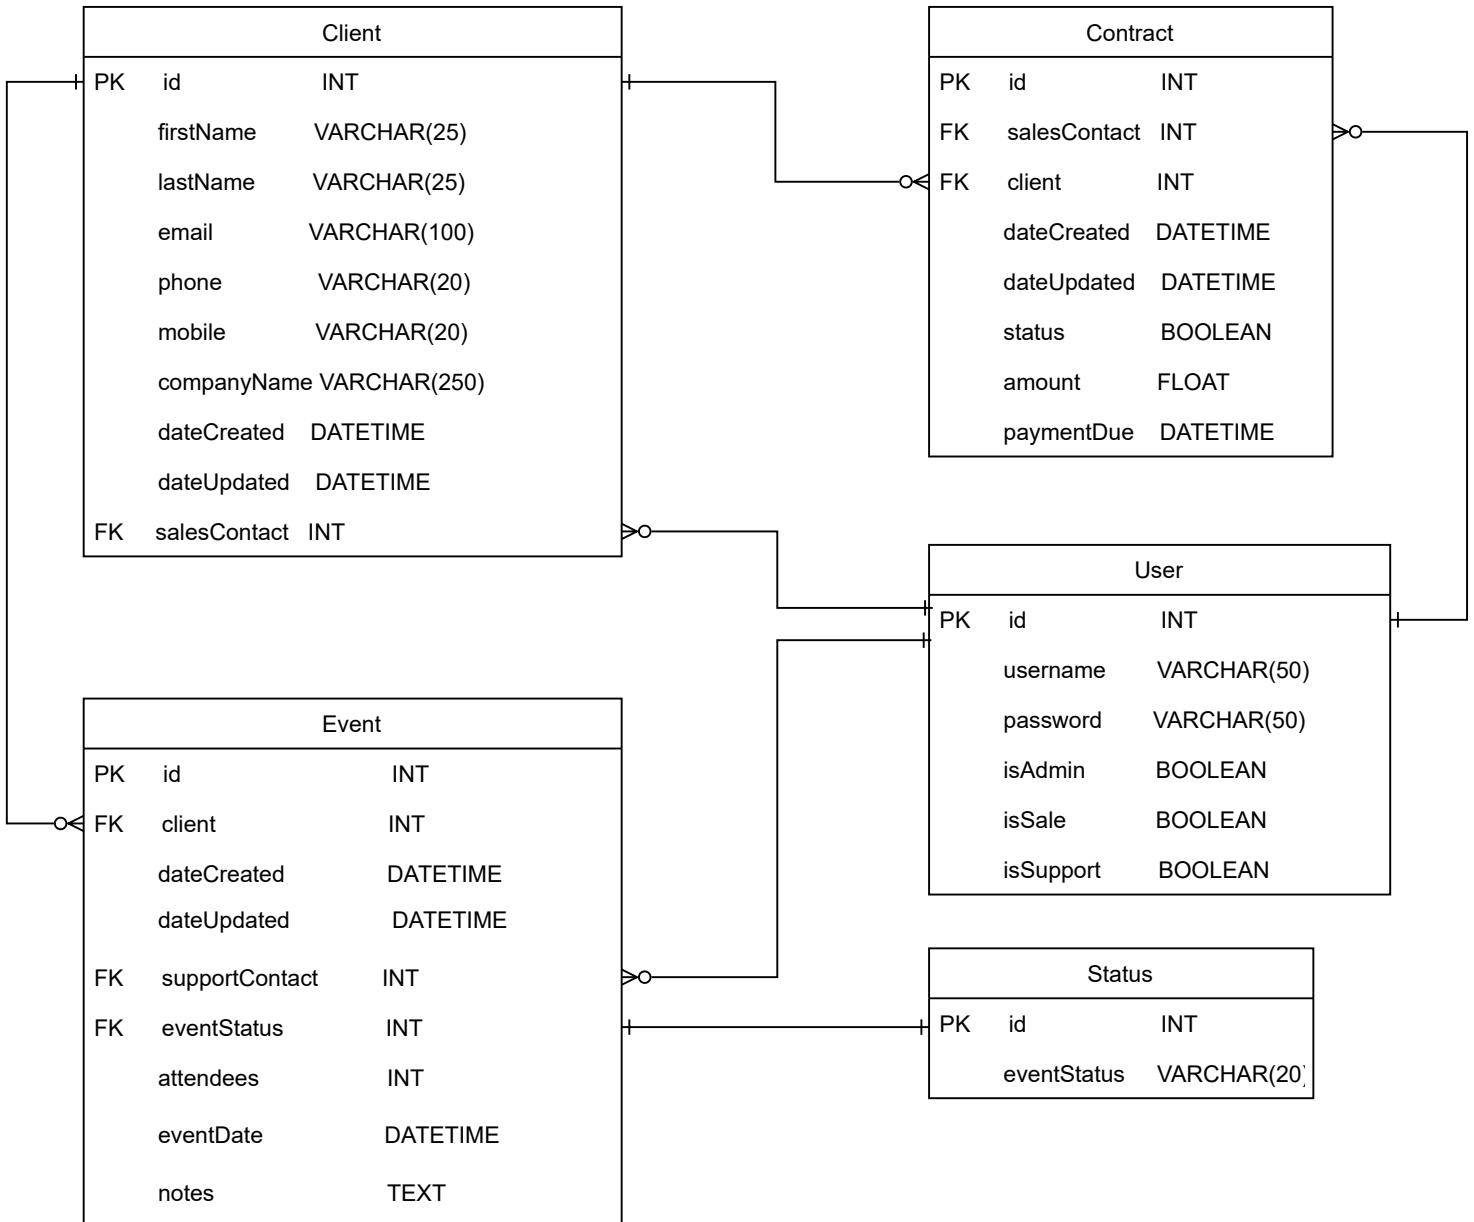 Client
PK id INT
firstName VARCHAR(25)
lastName VARCHAR(25)
email VARCHAR(100)
phone VARCHAR(20)
mobile VARCHAR(20)
companyName VARCHAR(250)
dateCreated DATETIME
dateUpdated DATETIME
FK salesContact INT
Contract
PK id INT
FK salesContact INT
FK client INT
dateCreated DATETIME
dateUpdated DATETIME
status BOOLEAN
amount FLOAT
paymentDue DATETIME
User
PK id INT
username VARCHAR(50)
password VARCHAR(50)
isAdmin BOOLEAN
isSale BOOLEAN
isSupport BOOLEAN
Event
PK id INT
FK client INT
dateCreated DATETIME
dateUpdated DATETIME
FK supportContact INT
FK eventStatus INT
attendees INT
eventDate DATETIME
notes TEXT
Status
PK id INT
eventStatus VARCHAR(20)